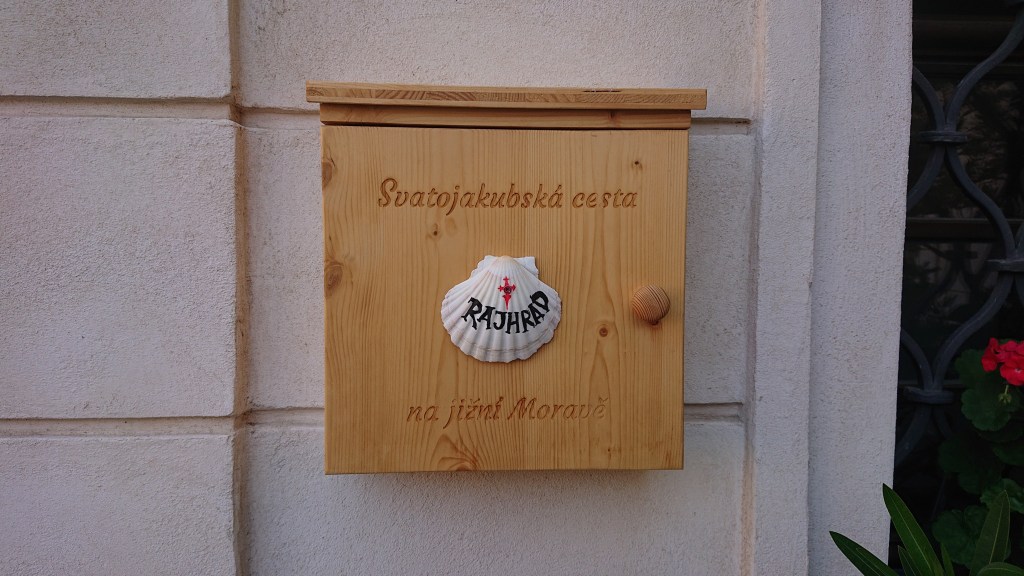 Svatojakubská cesta
RAJHRAD
na jižní Moravě